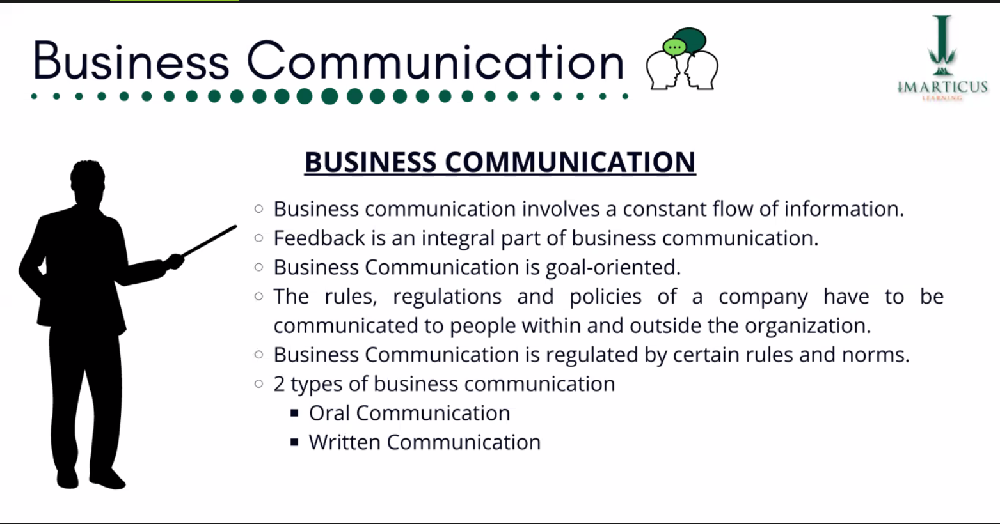 Business Communication
IMARTICUS
LEARNING
BUSINESS COMMUNICATION
Business communication involves a constant flow of information.
Feedback is an integral part of business communication.
Business Communication is goal-oriented.
The rules, regulations and policies of a company have to be
communicated to people within and outside the organization.
Business Communication is regulated by certain rules and norms.
2 types of business communication
Oral Communication
Written Communication